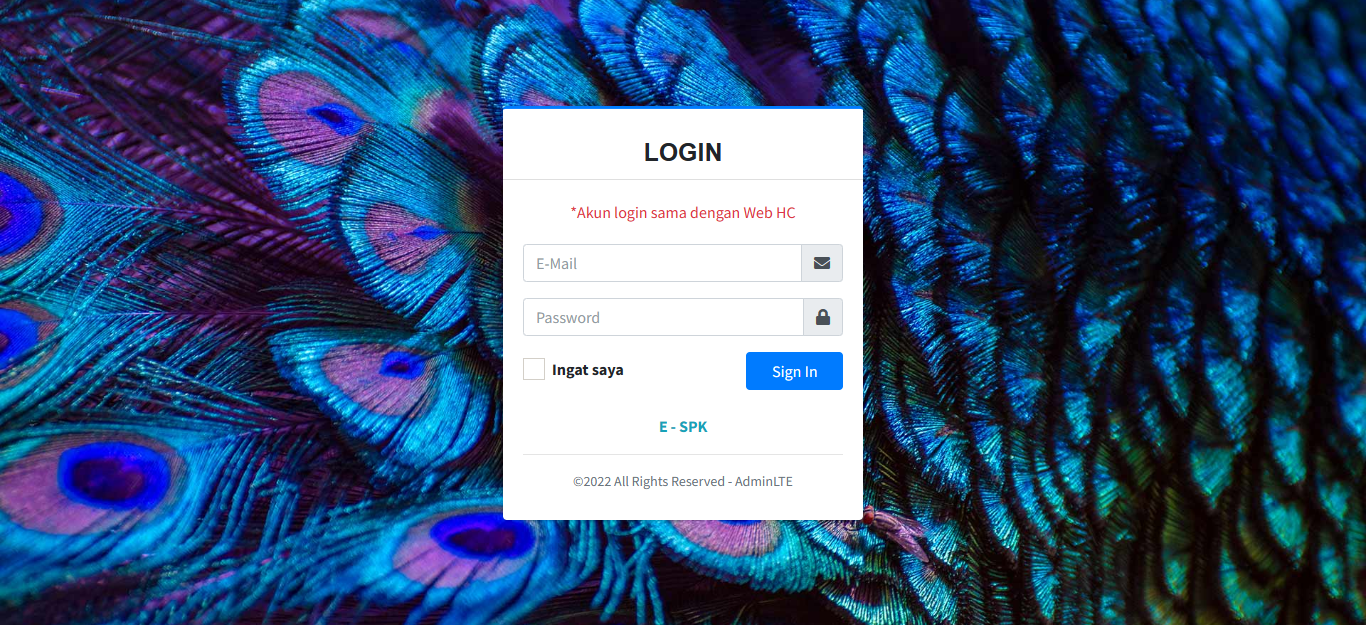 LOGIN
*Akun login sama dengan Web HC
E-Mail
Password
Ingat saya
Sign In
E - SPK
©2022 All Rights Reserved - AdminLTE